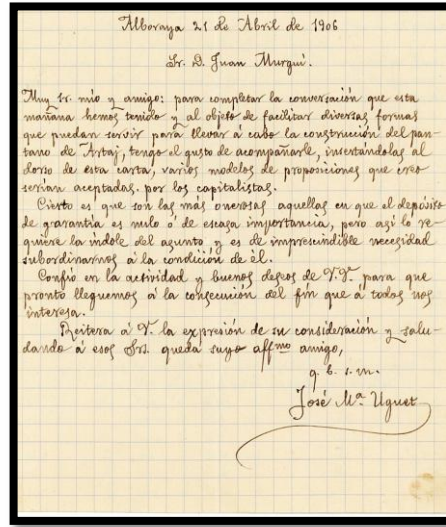 Alboraya 21 de Abril de 1906
Sr. D. Juan Murgui.
Muy Sr. mío y amigo: para completar la conversación que esta
mañana hemos tenido y al objeto de facilitar diversas formas
que puedan servir para llevar á cabo la construcción del pan-
tano de Artaj, tengo el gusto de acompañarle, insertándolas al
dorso de esta carta, varios modelos de proposiciones que creo
serían aceptadas, por los capitalistas.
Cierto es que son las más onerosas aquellas en que el depósito
de garantía es nulo ó de escasa importancia, pero así lo re-
quiere la índole del asunto y es de imprescindible necesidad
subordinarnos á la condición de él.
Confío en la actividad y buenos deseos de V.V. para que
pronto lleguemos á la consecución del fin que á todos nos
interesa.
Reitera á V. la expresión de su consideración y salu-
dando á esos Srs. queda suyo affmo amigo,
q. b. s. m.
José Mª Uguet